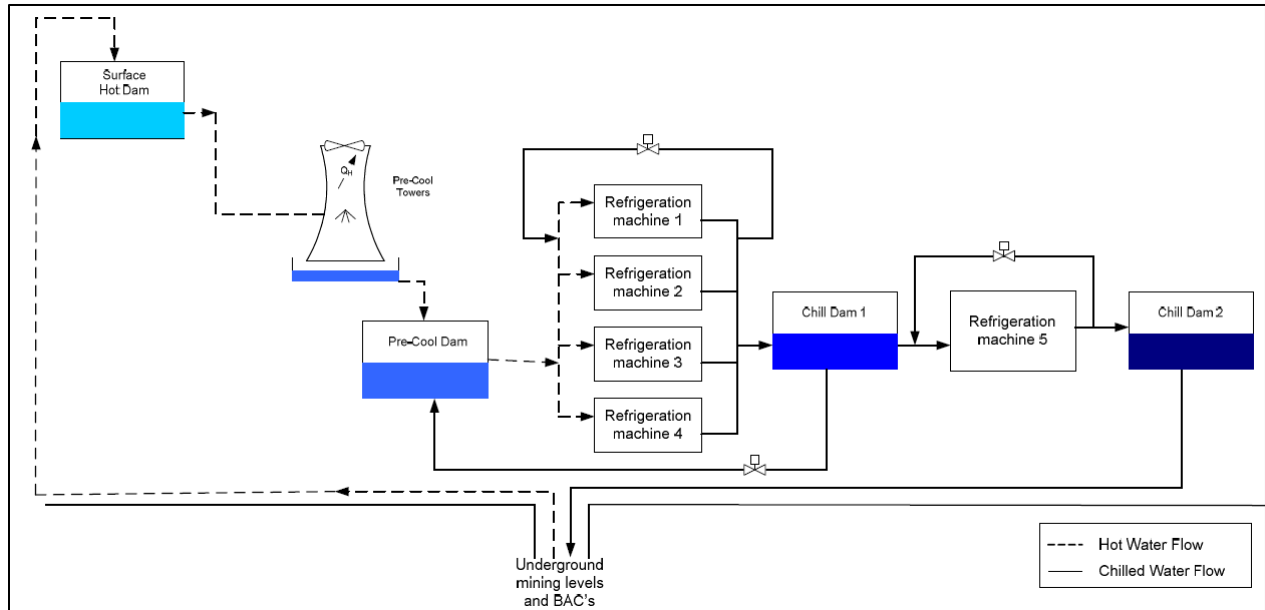 Surface
Hot Dam
Q_H
Pre-Cool
Towers
Pre-Cool Dam
Refrigeration
machine 1
Refrigeration
machine 2
Refrigeration
machine 3
Refrigeration
machine 4
Chill Dam 1
Refrigeration
machine 5
Chill Dam 2
Underground
mining levels
and BAC's
Hot Water Flow
Chilled Water Flow